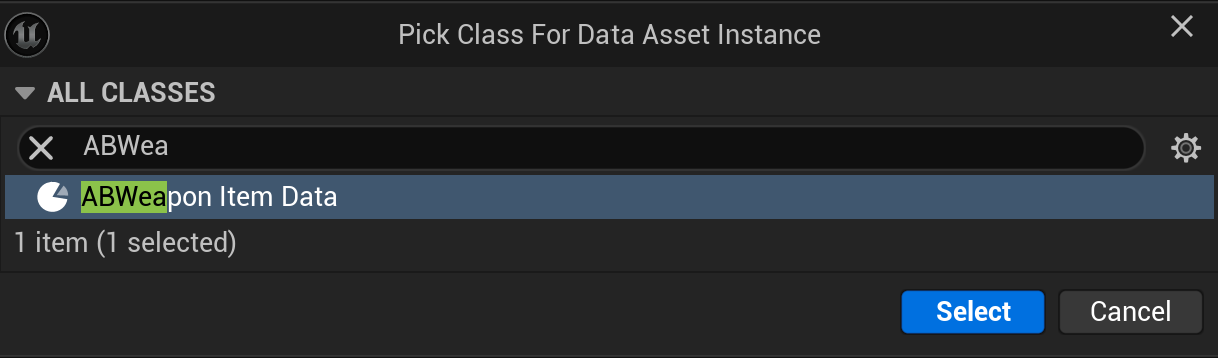 Pick Class For Data Asset Instance
ALL CLASSES
ABWea
ABWeapon Item Data
1 item (1 selected)
Select
Cancel